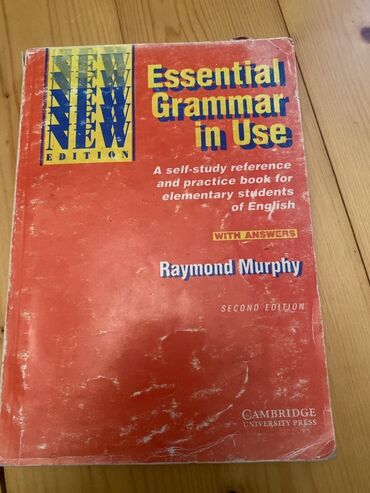 NEW
NEW
NEW
NEW
NEW
EDITION
Essential
Grammar
in Use
A self-study reference
and practice book for
elementary students
of English
WITH ANSWERS
Raymond Murphy
SECOND EDITION
CAMBRIDGE
UNIVERSITY PRESS